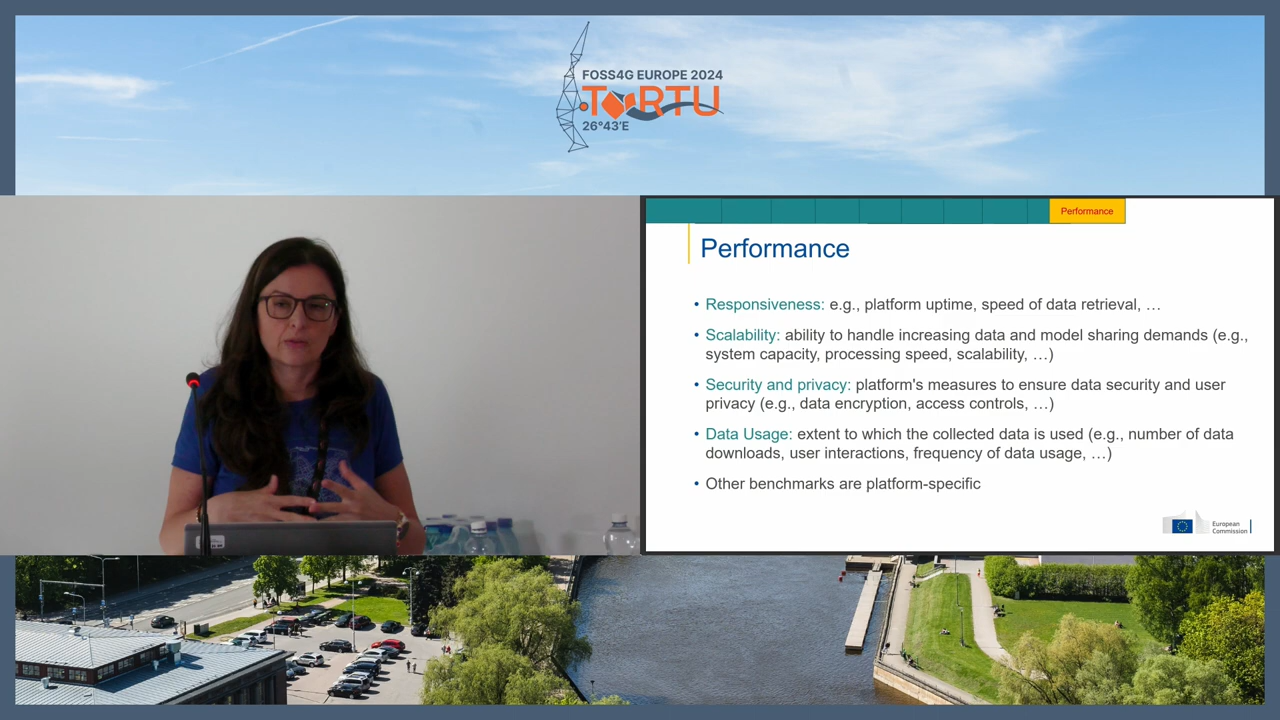 FOSS4G EUROPE 2024
TARTU
26°43'E
Performance
Performance
• Responsiveness: e.g., platform uptime, speed of data retrieval, …
• Scalability: ability to handle increasing data and model sharing demands (e.g.,
system capacity, processing speed, scalability, …)
• Security and privacy: platform's measures to ensure data security and user
privacy (e.g., data encryption, access controls, …)
• Data Usage: extent to which the collected data is used (e.g., number of data
downloads, user interactions, frequency of data usage, …)
• Other benchmarks are platform-specific
European
Commission